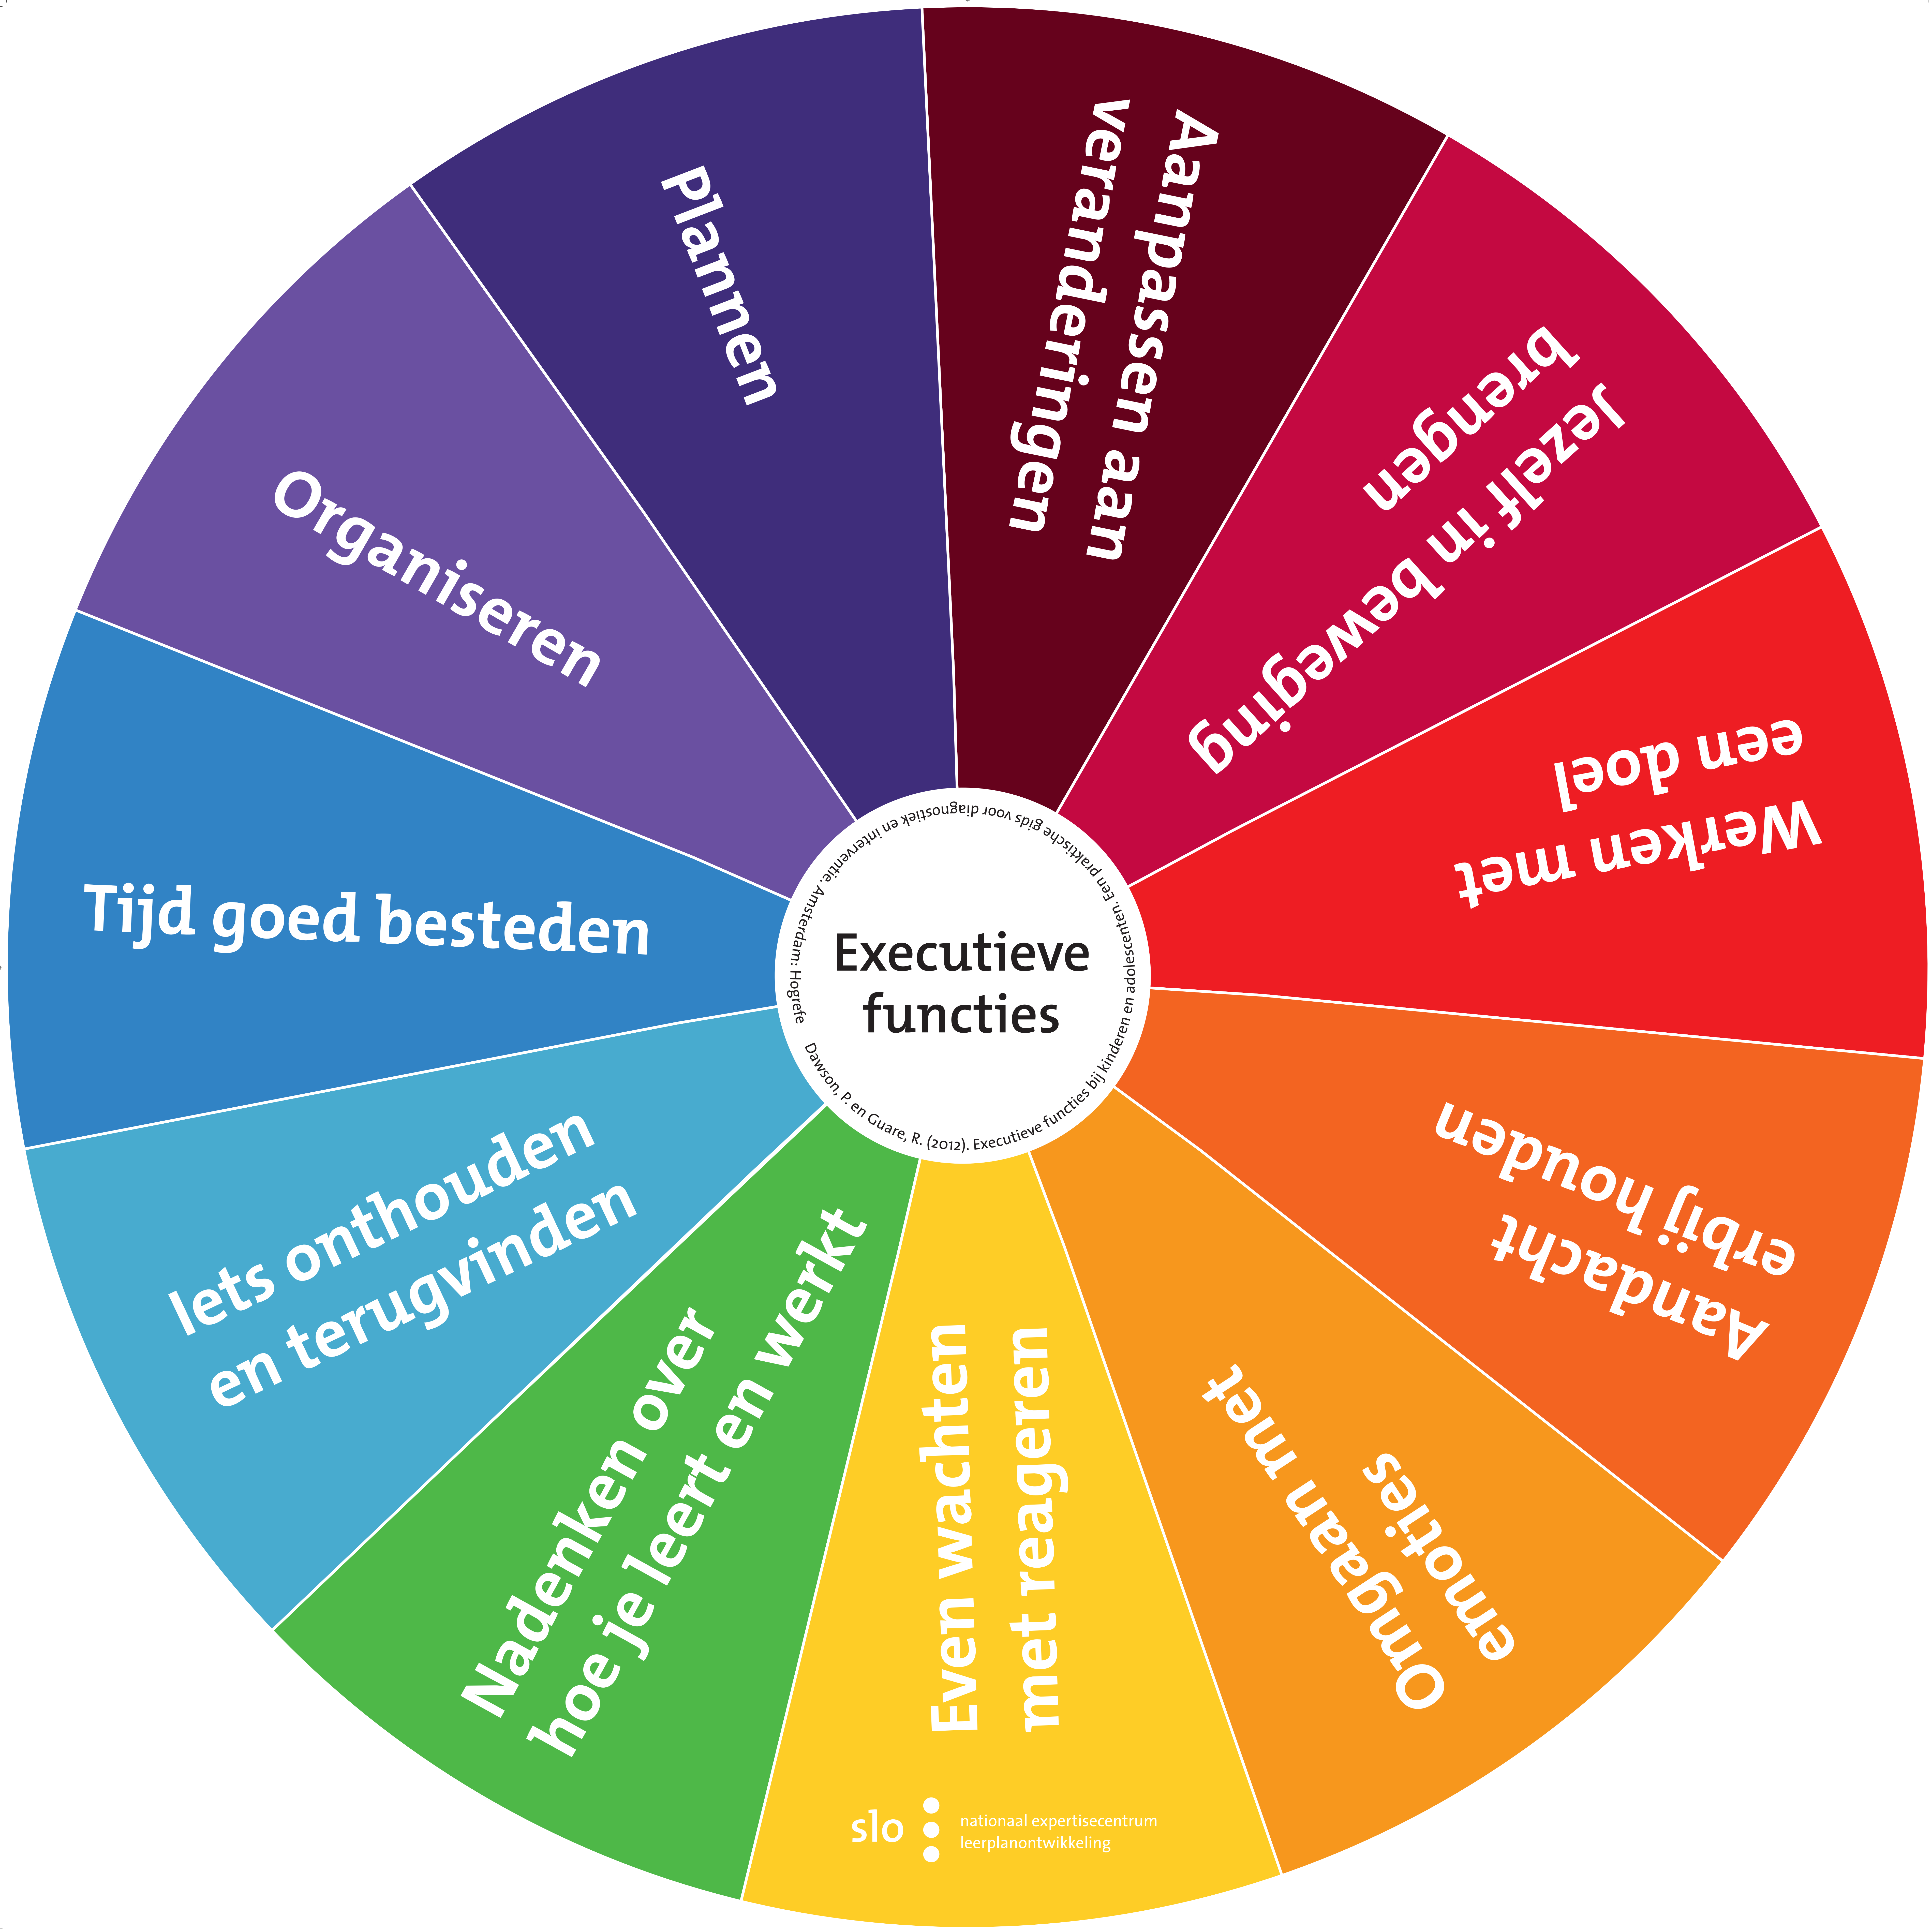 Executieve
functies
Dawson, P. en Guare, R. (2012). Executieve functies bij kinderen en adolescenten. Een praktische gids voor diagnostiek en interventie. Amsterdam: Hogrefe
Aanpassen aan
veranderingen
Jezelf in beweging
brengen
Werken met
een doel
Aandacht
erbij houden
Omgaan met
emoties
Even wachten
met reageren
Nadenken over
hoe je leert en werkt
Iets onthouden
en terugvinden
Tijd goed besteden
Organiseren
Plannen
slo
nationaal expertisecentrum
leerplanontwikkeling